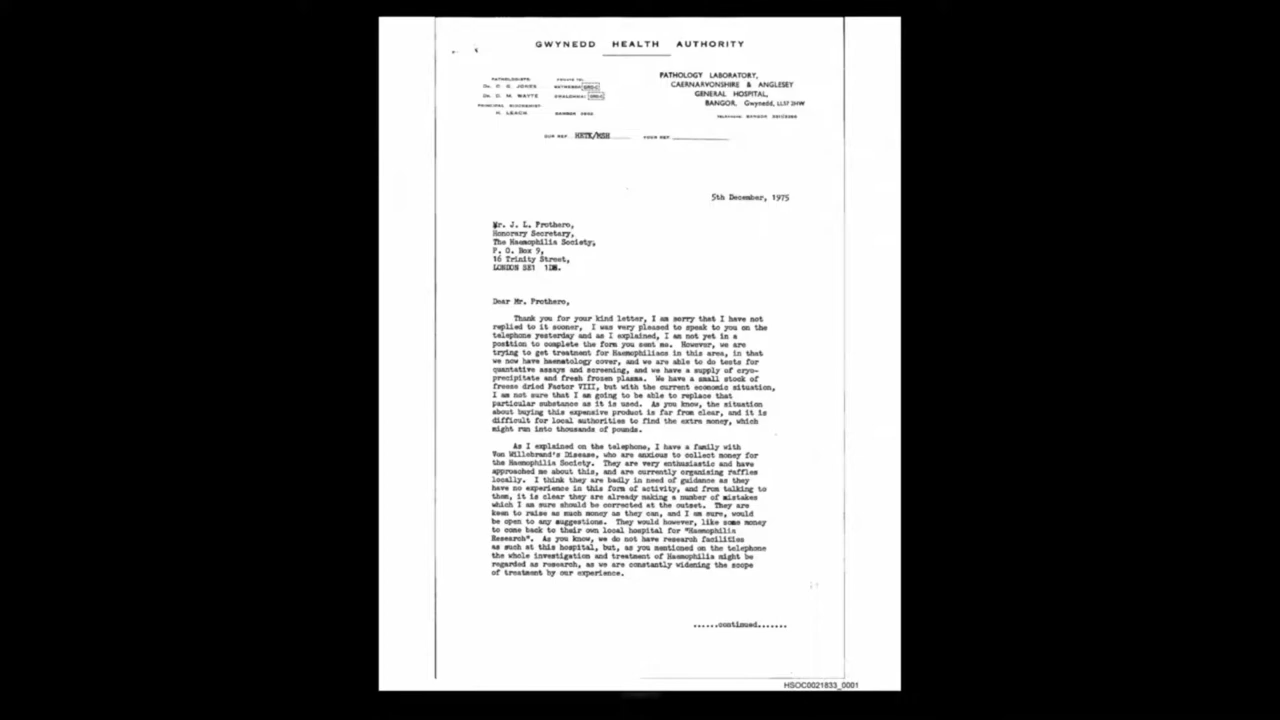 GWYNEDD HEALTH AUTHORITY
PATHOLOGISTS:
DR. D. G. JONES
DR. D. M. WAYTE
H. LEACH
BANGOR
PATHOLOGY LABORATORY,
CAERNARVONSHIRE & ANGLESEY
GENERAL HOSPITAL,
BANGOR, Gwynedd, LL57 2HW
OUR REF. HETK/MSH YOUR REF.
5th December, 1975
Mr. J. L. Prothero,
Honorary Secretary,
The Haemophilia Society,
P. O. Box 9,
16 Trinity Street,
LONDON SE1 1DE.
Dear Mr. Prothero,
Thank you for your kind letter, I am sorry that I have not
replied to it sooner, I was very pleased to speak to you on the
telephone yesterday and as I explained, I am not yet in a
position to complete the form you sent me. However, we are
trying to get treatment for Haemophiliacs in this area, in that
we now have haematology cover, and we are able to do tests for
quantative assays and screening, and we have a supply of cryo-
precipitate and fresh frozen plasma. We have a small stock of
freeze dried Factor VIII, but with the current economic situation,
I am not sure that I am going to be able to replace that
particular substance as it is used. As you know, the situation
about buying this expensive product is far from clear, and it is
difficult for local authorities to find the extra money, which
might run into thousands of pounds.
As I explained on the telephone, I have a family with
Von Willebrand's Disease, who are anxious to collect money for
the Haemophilia Society. They are very enthusiastic and have
approached me about this, and are currently organising raffles
locally. I think they are badly in need of guidance as they
have no experience in this form of activity, and from talking to
them, it is clear they are already making a number of mistakes
which I am sure should be corrected at the outset. They are
keen to raise as much money as they can, and I am sure, would
be open to any suggestions. They would however, like some money
to come back to their own local hospital for "Haemophilia
Research". As you know, we do not have research facilities
as such at this hospital, but, as you mentioned on the telephone
the whole investigation and treatment of Haemophilia might be
regarded as research, as we are constantly widening the scope
of treatment by our experience.
......continued.......
HSOC0021833_0001